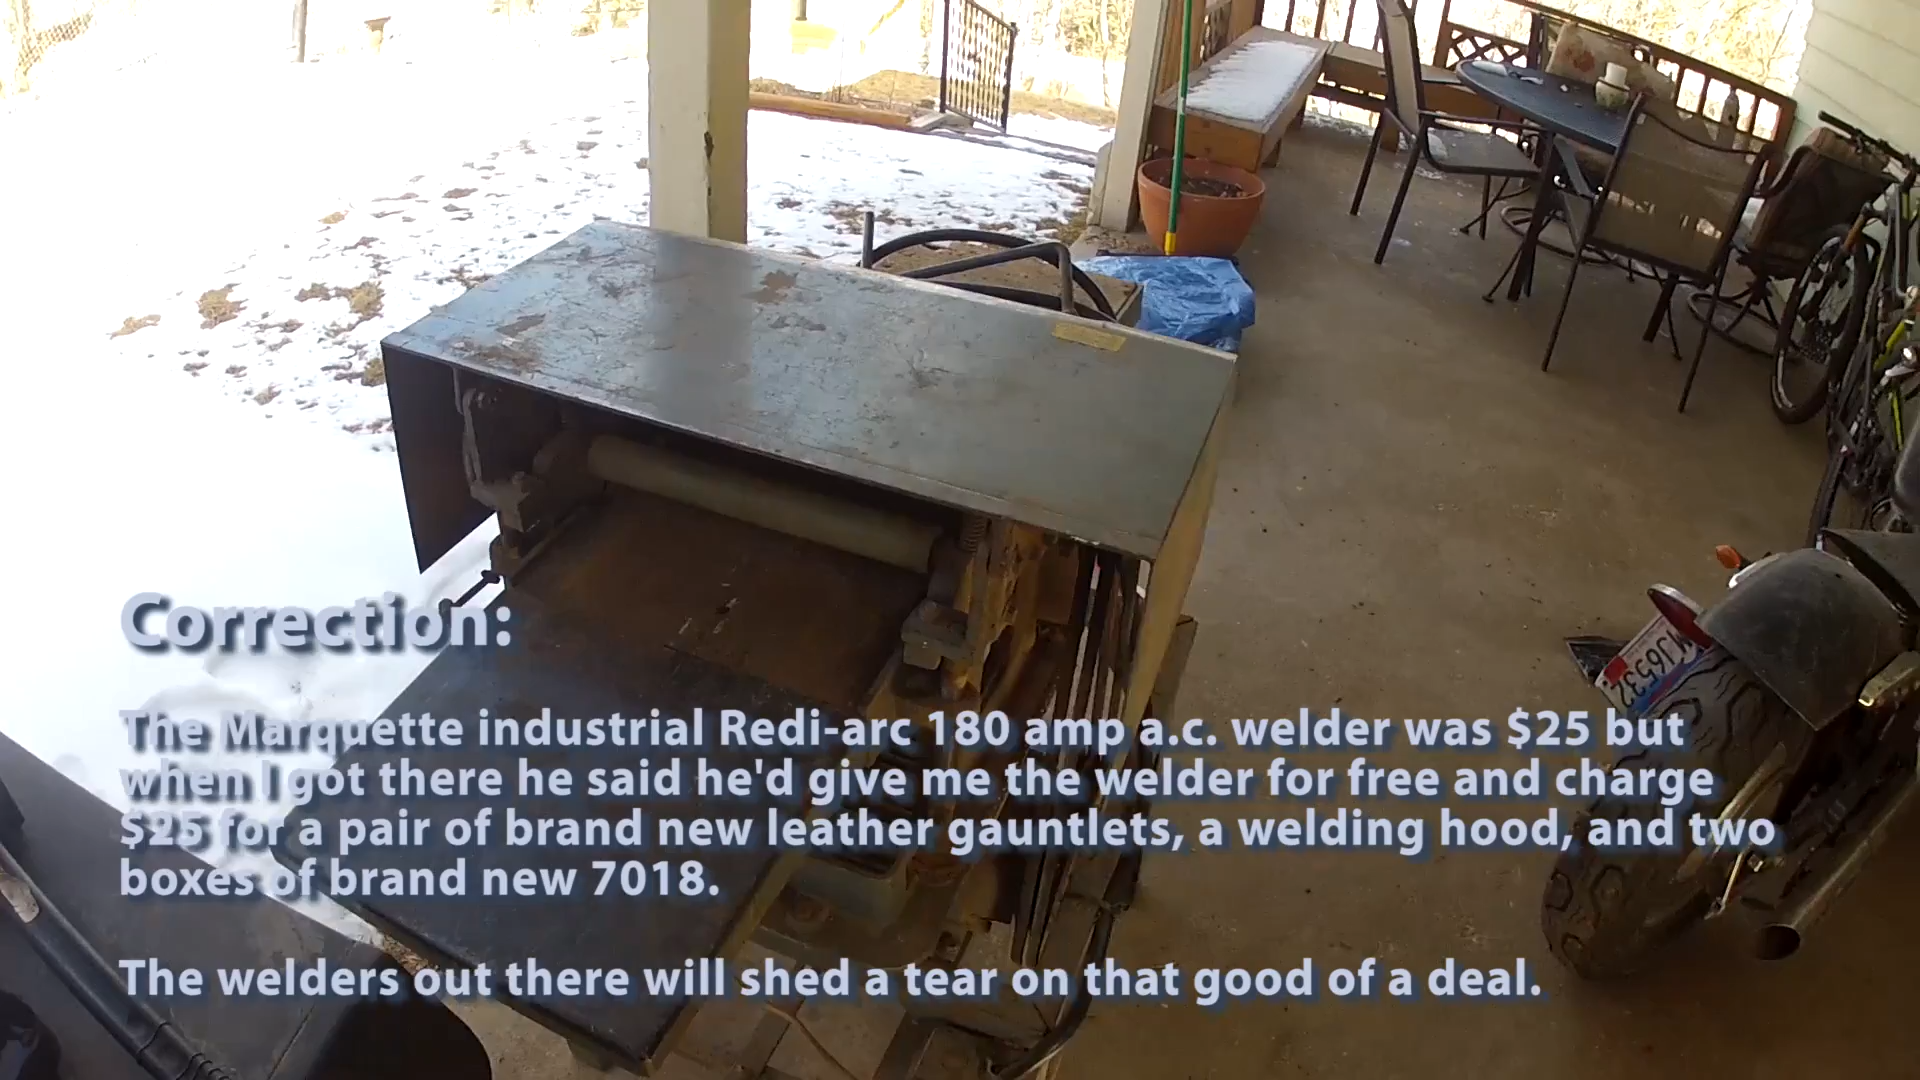 Correction:
The Marquette industrial Redi-arc 180 amp a.c. welder was $25 but
when I got there he said he'd give me the welder for free and charge
$25 for a pair of brand new leather gauntlets, a welding hood, and two
boxes of brand new 7018.
The welders out there will shed a tear on that good of a deal.